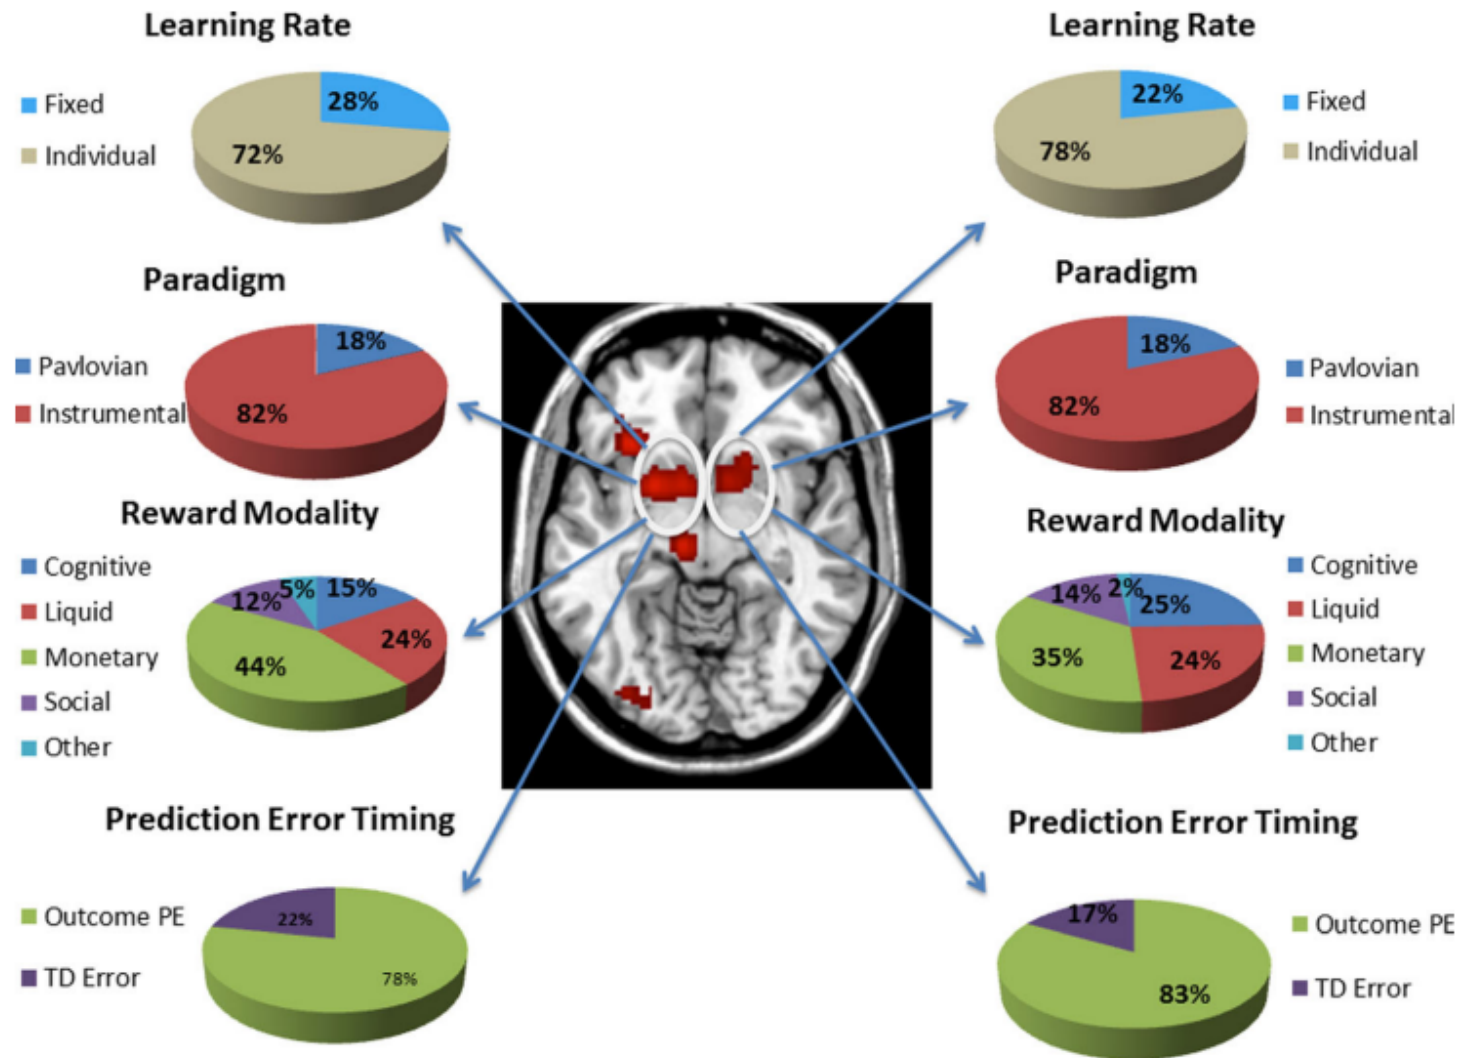 Learning Rate
Fixed
Individual
28%
72%
Paradigm
Pavlovian
Instrumental
18%
82%
Reward Modality
Cognitive
Liquid
Monetary
Social
Other
5%
15%
12%
24%
44%
Prediction Error Timing
Outcome PE
TD Error
22%
78%
Learning Rate
22%
78%
Fixed
Individual
Paradigm
18%
82%
Pavlovian
Instrumental
Reward Modality
14%
2%
25%
35%
24%
Cognitive
Liquid
Monetary
Social
Other
Prediction Error Timing
17%
83%
Outcome PE
TD Error